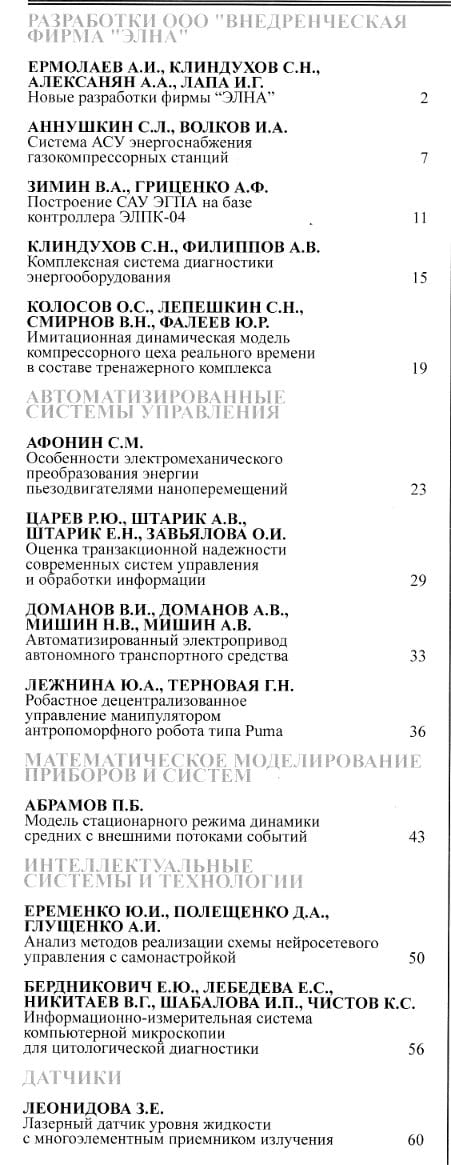 РАЗРАБОТКИ ООО "ВНЕДРЕНЧЕСКАЯ
ФИРМА "ЭЛНА"
ЕРМОЛАЕВ А.И., КЛИНДУХОВ С.Н.,
АЛЕКСАНЯН А.А., ЛАПА И.Г.
Новые разработки фирмы “ЭЛНА” 2
АННУШКИН С.Л., ВОЛКОВ И.А.
Система АСУ энергоснабжения
газокомпрессорных станций 7
ЗИМИН В.А., ГРИЦЕНКО А.Ф.
Построение САУ ЭГПА на базе
контроллера ЭЛПК-04 11
КЛИНДУХОВ С.Н., ФИЛИППОВ А.В.
Комплексная система диагностики
энергооборудования 15
КОЛОСОВ О.С., ЛЕПЕШКИН С.Н.,
СМИРНОВ В.Н., ФАЛЕЕВ Ю.Р.
Имитационная динамическая модель
компрессорного цеха реального времени
в составе тренажерного комплекса 19
АВТОМАТИЗИРОВАННЫЕ
СИСТЕМЫ УПРАВЛЕНИЯ
АФОНИН С.М.
Особенности электромеханического
преобразования энергии
пьезодвигателями наноперемещений 23
ЦАРЕВ Р.Ю., ШТАРИК А.В.,
ШТАРИК Е.Н., ЗАВЬЯЛОВА О.И.
Оценка транзакционной надежности
современных систем управления
и обработки информации 29
ДОМАНОВ В.И., ДОМАНОВ А.В.,
МИШИН Н.В., МИШИН А.В.
Автоматизированный электропривод
автономного транспортного средства 33
ЛЕЖНИНА Ю.А., ТЕРНОВАЯ Г.Н.
Робастное децентрализованное
управление манипулятором
антропоморфного робота типа Puma 36
МАТЕМАТИЧЕСКОЕ МОДЕЛИРОВАНИЕ
ПРИБОРОВ И СИСТЕМ
АБРАМОВ П.Б.
Модель стационарного режима динамики
средних с внешними потоками событий 43
ИНТЕЛЛЕКТУАЛЬНЫЕ
СИСТЕМЫ И ТЕХНОЛОГИИ
ЕРЕМЕНКО Ю.И., ПОЛЕЩЕНКО Д.А.,
ГЛУЩЕНКО А.И.
Анализ методов реализации схемы нейросетевого
управления с самонастройкой 50
БЕРДНИКОВИЧ Е.Ю., ЛЕБЕДЕВА Е.С.,
НИКИТАЕВ В.Г., ШАБАЛОВА И.П., ЧИСТОВ К.С.
Информационно-измерительная система
компьютерной микроскопии
для цитологической диагностики 56
ДАТЧИКИ
ЛЕОНИДОВА З.Е.
Лазерный датчик уровня жидкости
с многоэлементным приемником излучения 60